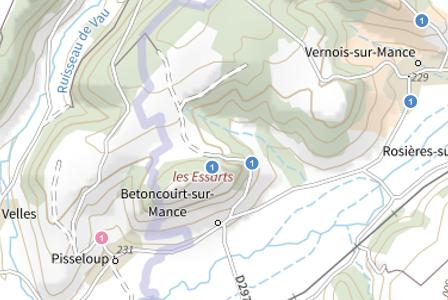 1
Ruisseau de Vau
Vernois-sur-Mance
229
1
Rosières-su
1
1
les Essarts
Betoncourt-sur-
Mance
Velles
1
231
Pisseloup
D297